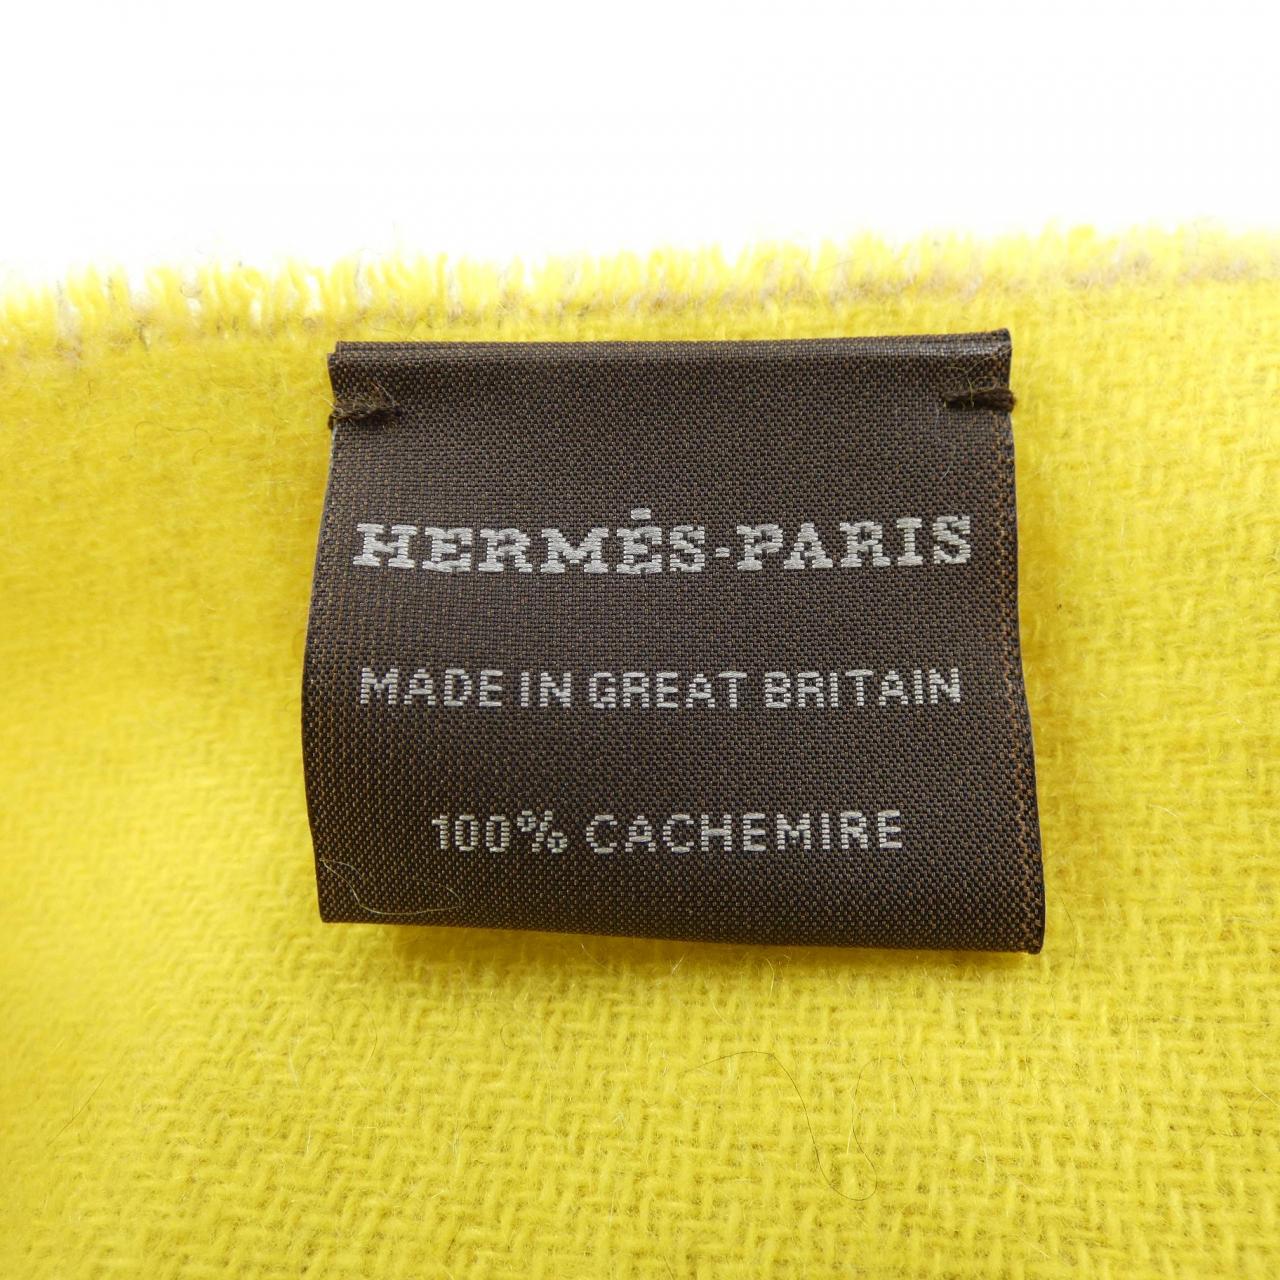 HERMÈS-PARIS
MADE IN GREAT BRITAIN
100% CACHEMIRE